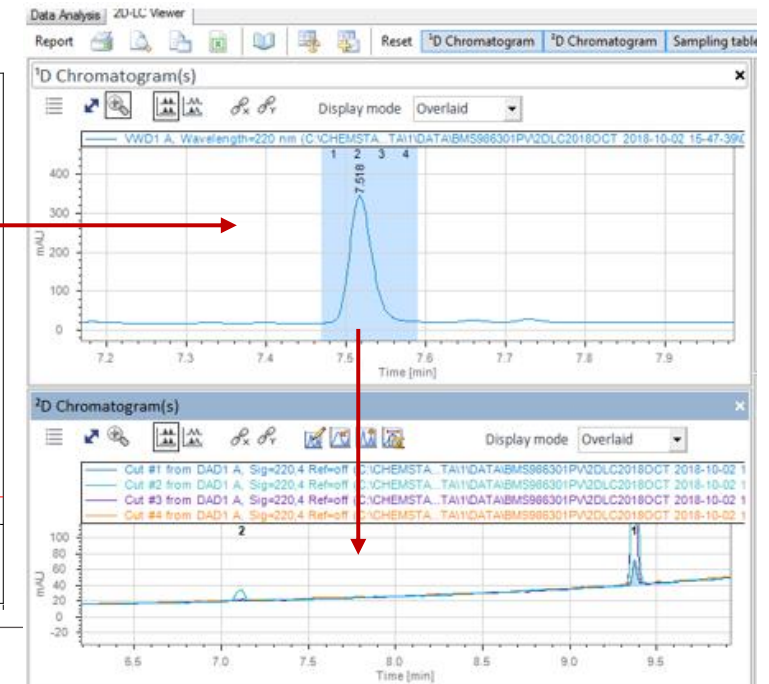 Data Analysis 2D-LC Viewer
Report Reset ¹D Chromatogram ²D Chromatogram Sampling table
¹D Chromatogram(s)
Display mode Overlaid
VWD1 A, Wavelength=220 nm (C:\CHEMSTA...TA\1\DATA\BMS986301PV\2DLC2018OCT 2018-10-02 15-47-39\
1 2 3 4
7.518
400
300
200
100
0
mAU
7.2 7.3 7.4 7.5 7.6 7.7 7.8 7.9
Time [min]
²D Chromatogram(s)
Display mode Overlaid
Cut #1 from DAD1 A, Sig=220,4 Ref=off (C:\CHEMSTA...TA\1\DATA\BMS986301PV\2DLC2018OCT 2018-10-02 1
Cut #2 from DAD1 A, Sig=220,4 Ref=off (C:\CHEMSTA...TA\1\DATA\BMS986301PV\2DLC2018OCT 2018-10-02 1
Cut #3 from DAD1 A, Sig=220,4 Ref=off (C:\CHEMSTA...TA\1\DATA\BMS986301PV\2DLC2018OCT 2018-10-02 1
Cut #4 from DAD1 A, Sig=220,4 Ref=off (C:\CHEMSTA...TA\1\DATA\BMS986301PV\2DLC2018OCT 2018-10-02 1
2 1
100
80
60
40
20
0
-20
mAU
6.5 7.0 7.5 8.0 8.5 9.0 9.5
Time [min]